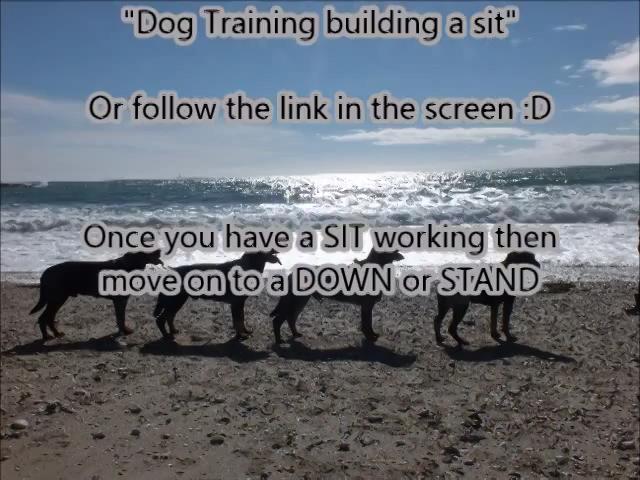 "Dog Training building a sit"
Or follow the link in the screen :D
Once you have a SIT working then
move on to a DOWN or STAND